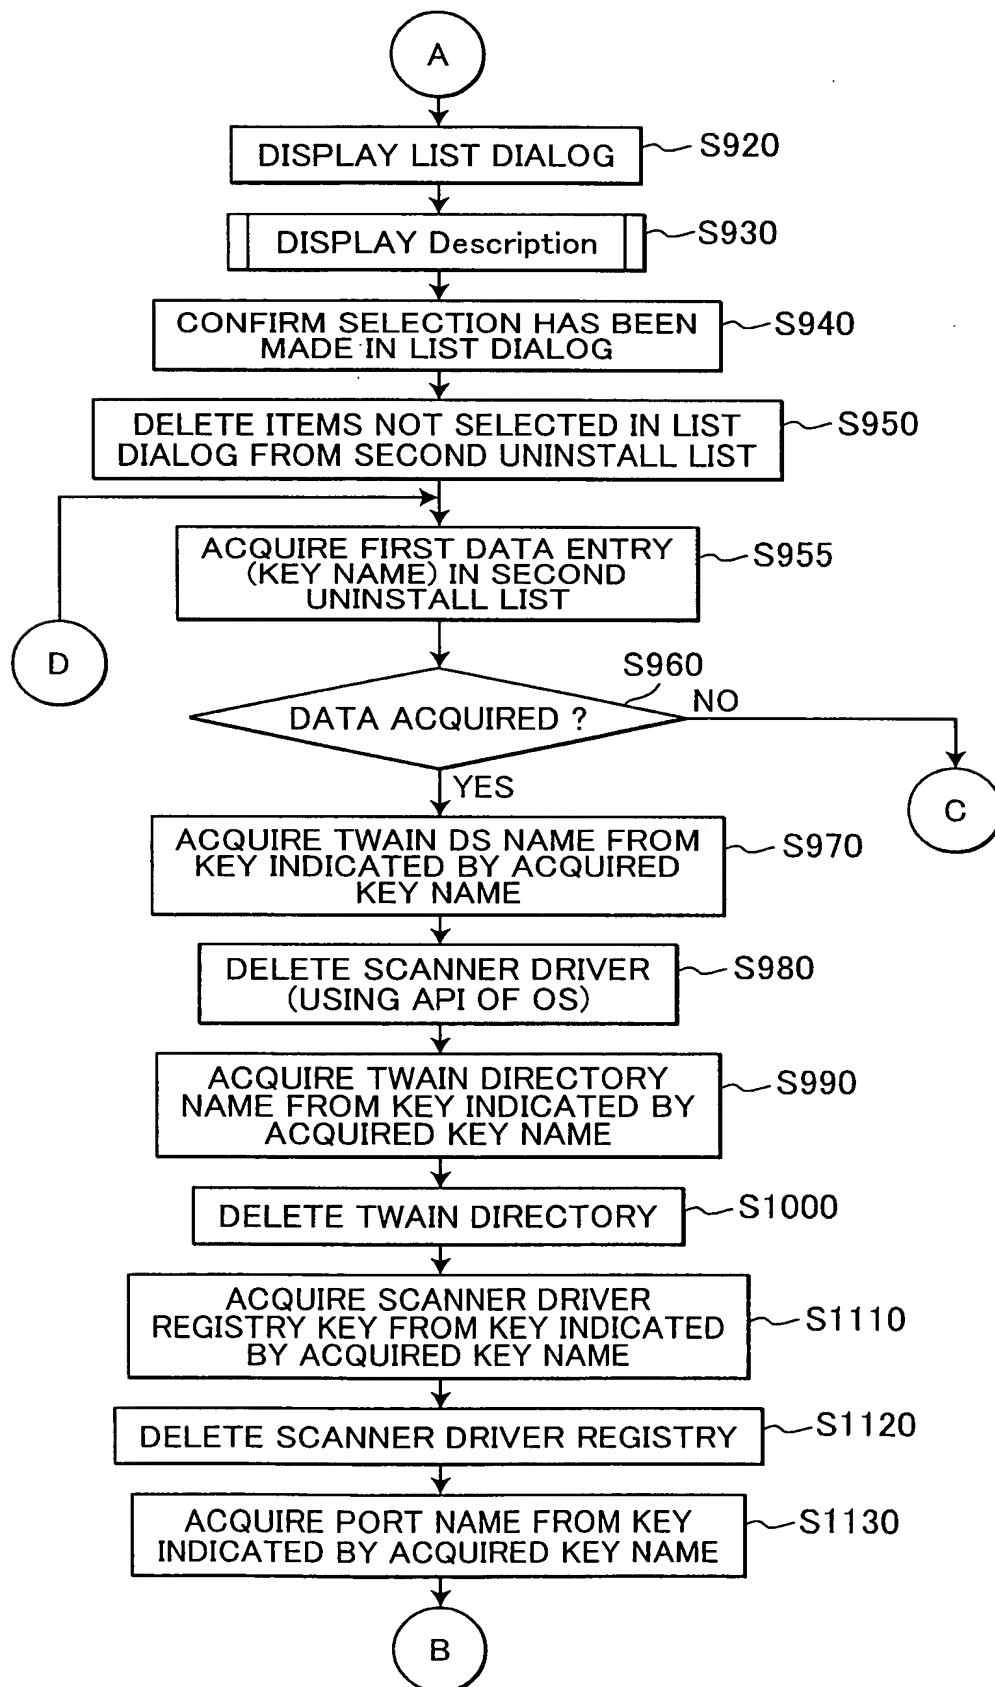 A
DISPLAY LIST DIALOG
S920
DISPLAY Description
S930
CONFIRM SELECTION HAS BEEN
MADE IN LIST DIALOG
S940
DELETE ITEMS NOT SELECTED IN LIST
DIALOG FROM SECOND UNINSTALL LIST
S950
ACQUIRE FIRST DATA ENTRY
(KEY NAME) IN SECOND
UNINSTALL LIST
S955
D
S960
DATA ACQUIRED ?
NO
YES
C
ACQUIRE TWAIN DS NAME FROM
KEY INDICATED BY ACQUIRED
KEY NAME
S970
DELETE SCANNER DRIVER
(USING API OF OS)
S980
ACQUIRE TWAIN DIRECTORY
NAME FROM KEY INDICATED BY
ACQUIRED KEY NAME
S990
DELETE TWAIN DIRECTORY
S1000
ACQUIRE SCANNER DRIVER
REGISTRY KEY FROM KEY INDICATED
BY ACQUIRED KEY NAME
S1110
DELETE SCANNER DRIVER REGISTRY
S1120
ACQUIRE PORT NAME FROM KEY
INDICATED BY ACQUIRED KEY NAME
S1130
B